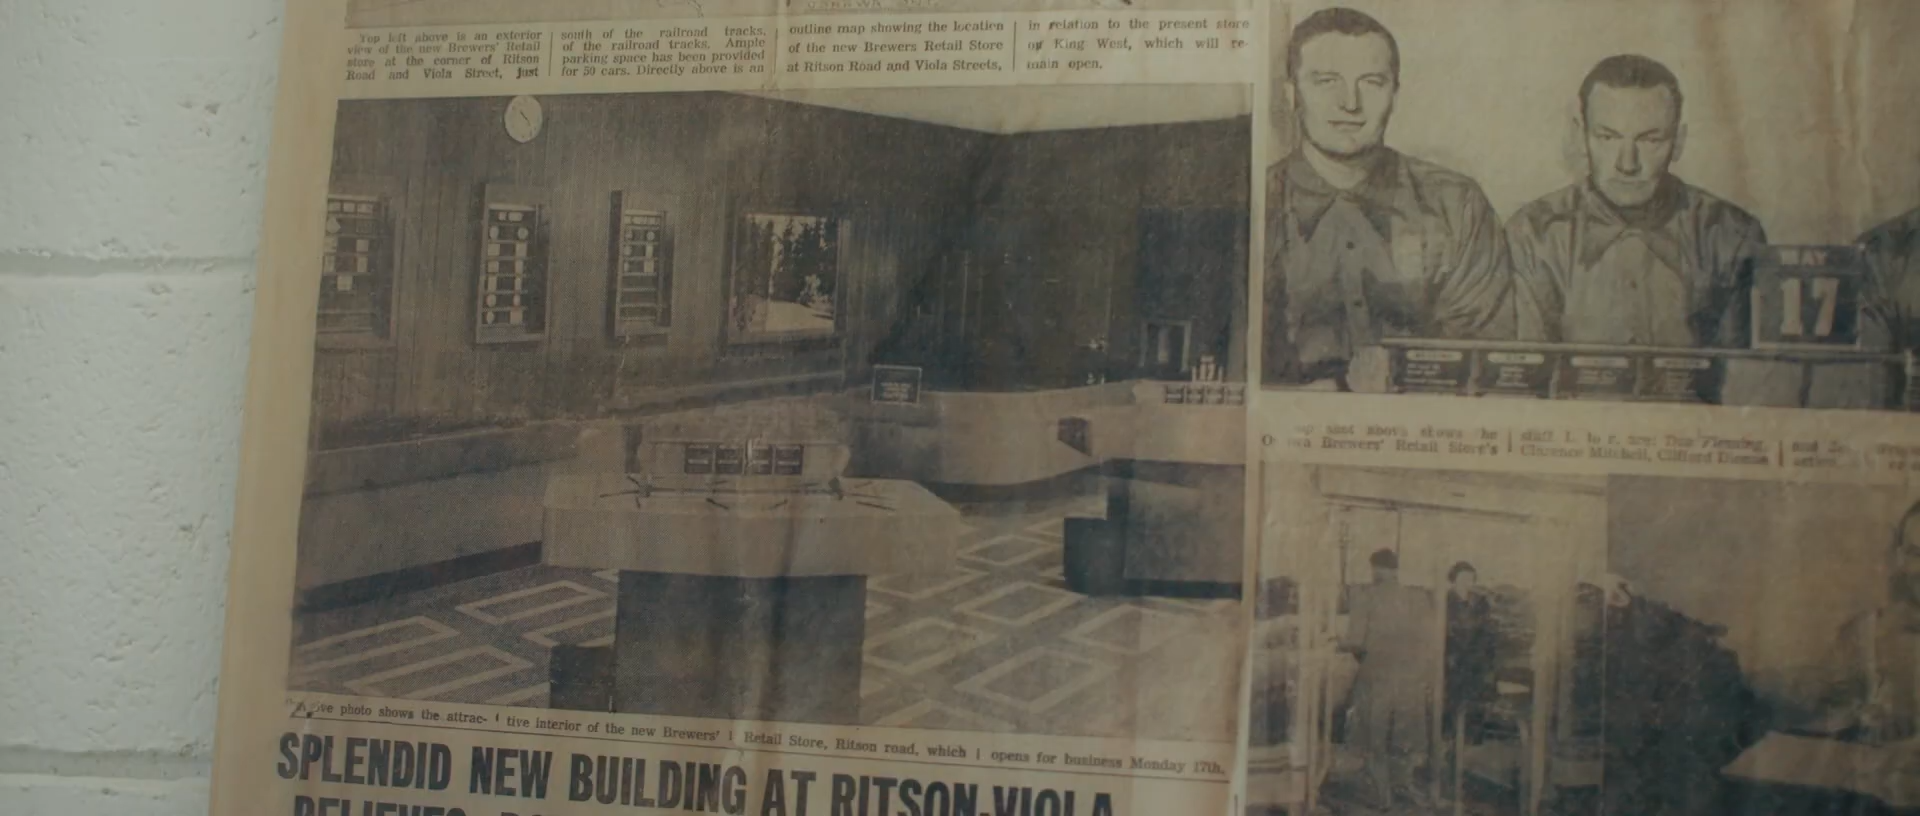 Top left above is an exterior
view of the new Brewers' Retail
store at the corner of Ritson
Road and Viola Street, just
south of the railroad tracks.
of the railroad tracks. Ample
parking space has been provided
for 50 cars. Directly above is an
outline map showing the location
of the new Brewers Retail Store
at Ritson Road and Viola Streets,
in relation to the present store
on King West, which will re-
main open.
MAY
17
shot above shows the
Brewers' Retail Store's
staff l. to r. are:
Clarence Mitchell, Clifford
17
photo shows the attrac-
tive interior of the new Brewers'
Retail Store, Ritson road, which
opens for business Monday 17th.
SPLENDID NEW BUILDING AT RITSON-VIOLA